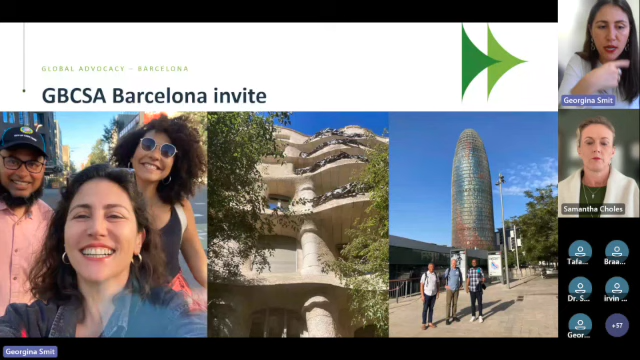 GLOBAL ADVOCACY – BARCELONA
GBCSA Barcelona invite
Georgina Smit
Samantha Choles
Tafa...
Braa...
Dr. S...
irvin ...
Geor...
+57
Georgina Smit